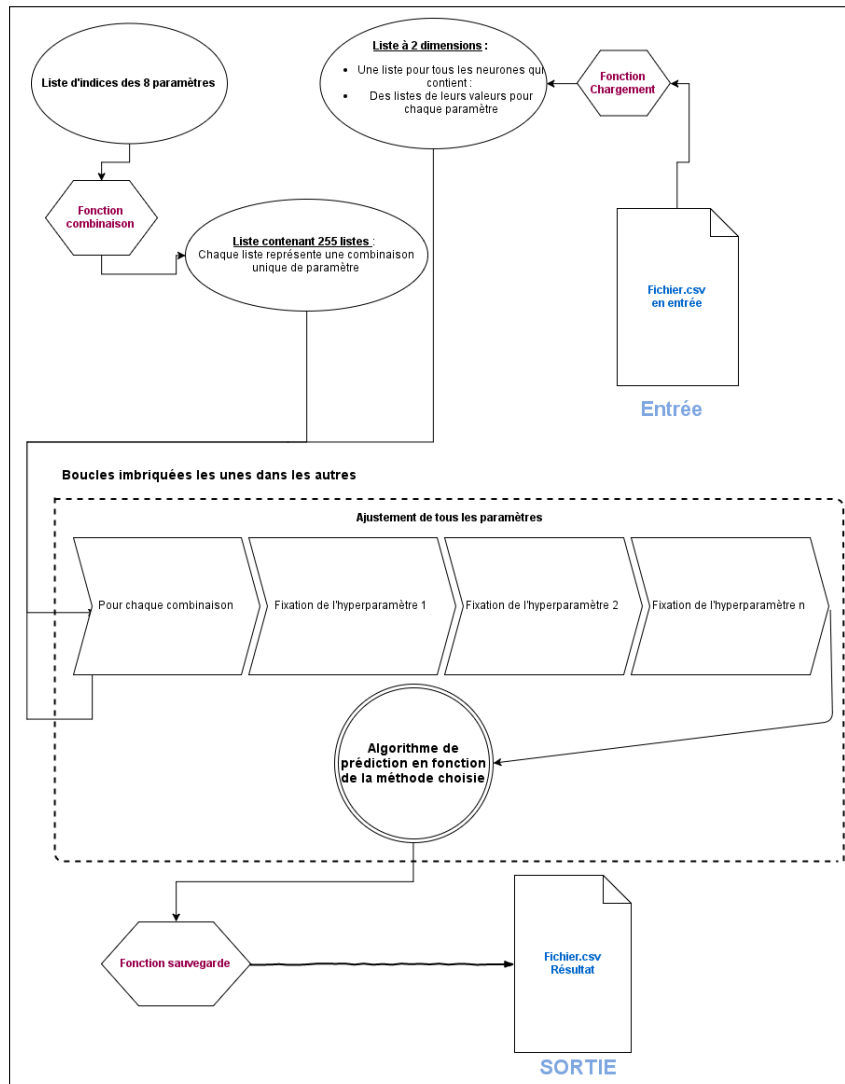 Liste d'indices des 8 paramètres
Liste à 2 dimensions :
Une liste pour tous les neurones qui
contient :
Des listes de leurs valeurs pour
chaque paramètre
Fonction
Chargement
Fonction
combinaison
Liste contenant 255 listes :
Chaque liste représente une combinaison
unique de paramètre
Fichier.csv
en entrée
Entrée
Boucles imbriquées les unes dans les autres
Ajustement de tous les paramètres
Pour chaque combinaison
Fixation de l'hyperparamètre 1
Fixation de l'hyperparamètre 2
Fixation de l'hyperparamètre n
Algorithme de
prédiction en fonction
de la méthode choisie
Fonction sauvegarde
Fichier.csv
Résultat
SORTIE